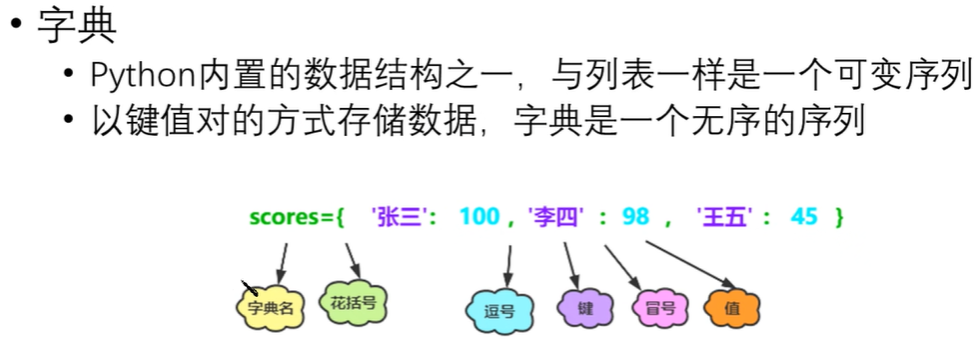 • 字典
• Python内置的数据结构之一，与列表一样是一个可变序列
• 以键值对的方式存储数据，字典是一个无序的序列
scores={ '张三': 100 , '李四' : 98 , '王五' : 45 }
字典名 花括号 逗号 键 冒号 值